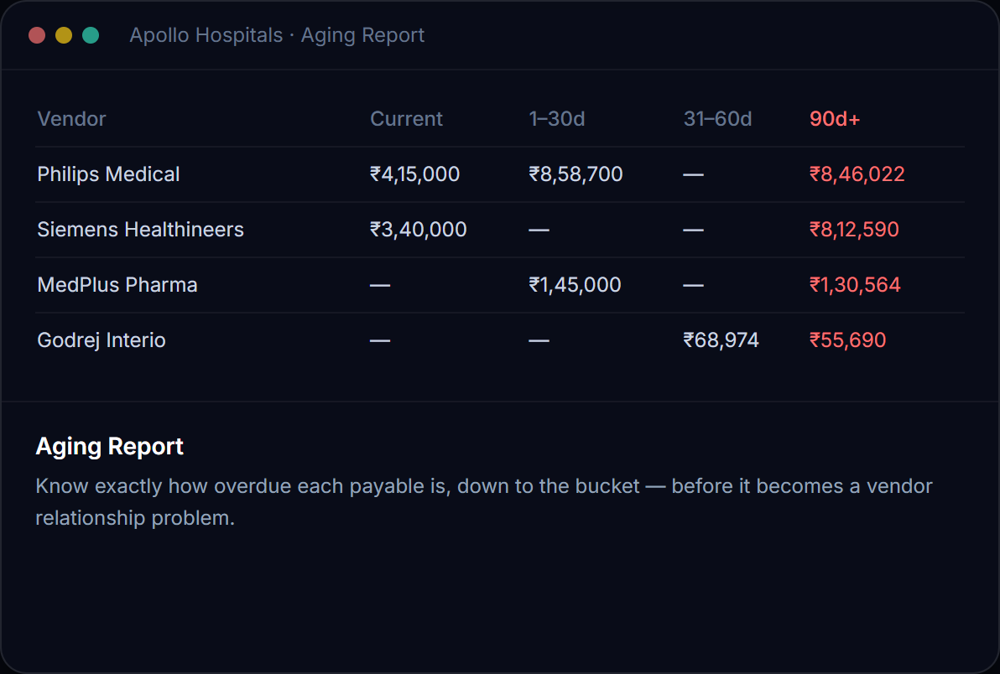 Apollo Hospitals · Aging Report
Vendor Current 1–30d 31–60d 90d+
Philips Medical ₹4,15,000 ₹8,58,700 — ₹8,46,022
Siemens Healthineers ₹3,40,000 — — ₹8,12,590
MedPlus Pharma — ₹1,45,000 — ₹1,30,564
Godrej Interio — — ₹68,974 ₹55,690
Aging Report
Know exactly how overdue each payable is, down to the bucket — before it becomes a vendor
relationship problem.